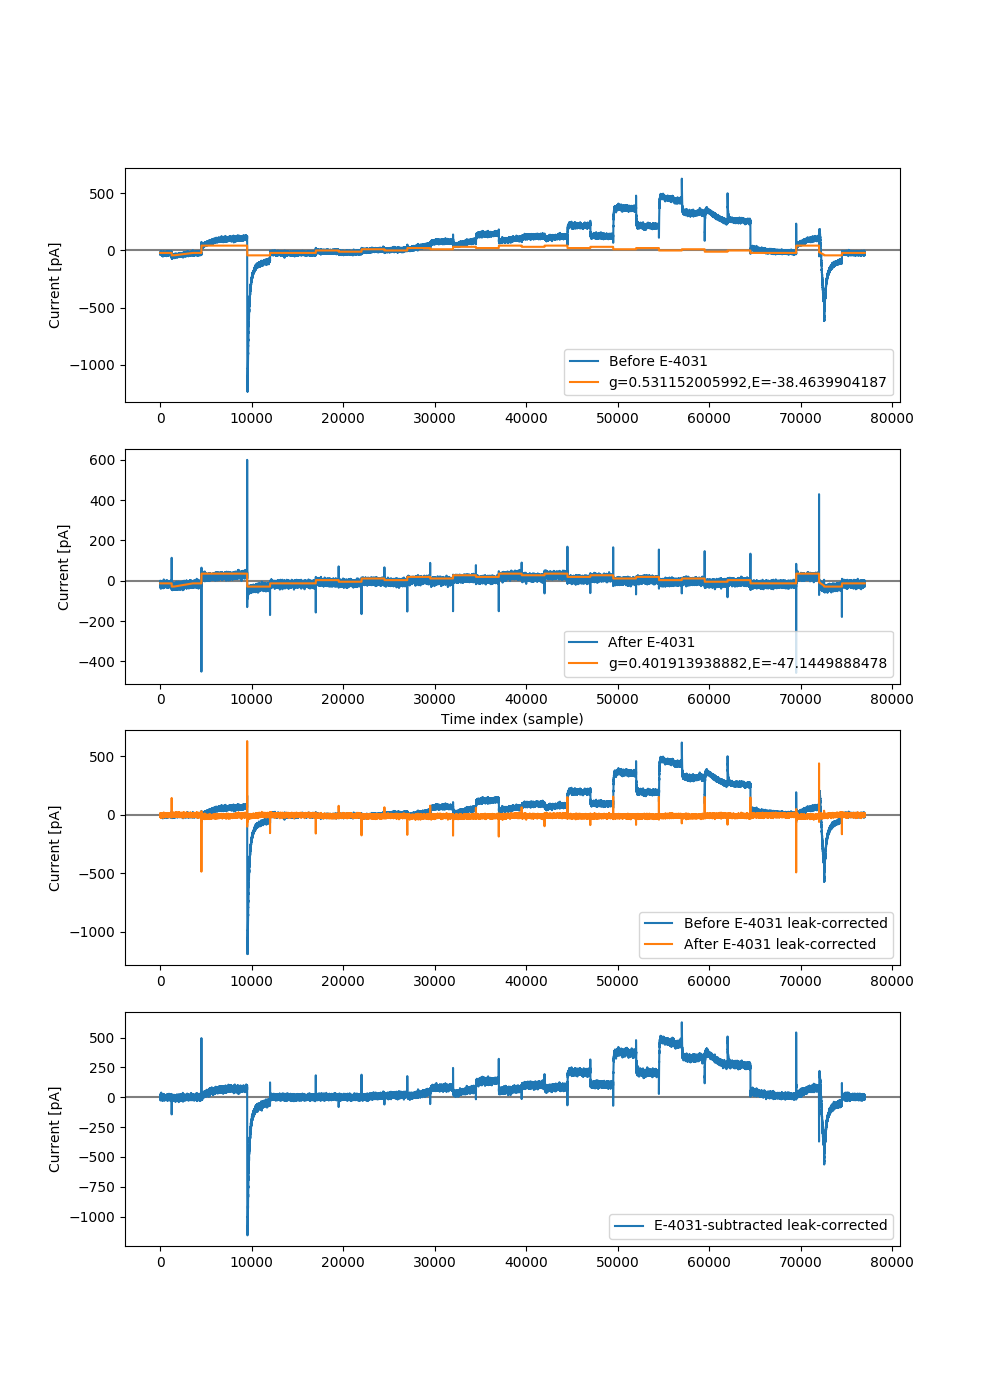 500
0
−500
−1000
Current [pA]
Before E-4031
g=0.531152005992,E=-38.4639904187
0 10000 20000 30000 40000 50000 60000 70000 80000
600
400
200
0
−200
−400
Current [pA]
After E-4031
g=0.401913938882,E=-47.1449888478
0 10000 20000 30000 40000 50000 60000 70000 80000
Time index (sample)
500
0
−500
−1000
Current [pA]
Before E-4031 leak-corrected
After E-4031 leak-corrected
0 10000 20000 30000 40000 50000 60000 70000 80000
500
250
0
−250
−500
−750
−1000
Current [pA]
E-4031-subtracted leak-corrected
0 10000 20000 30000 40000 50000 60000 70000 80000